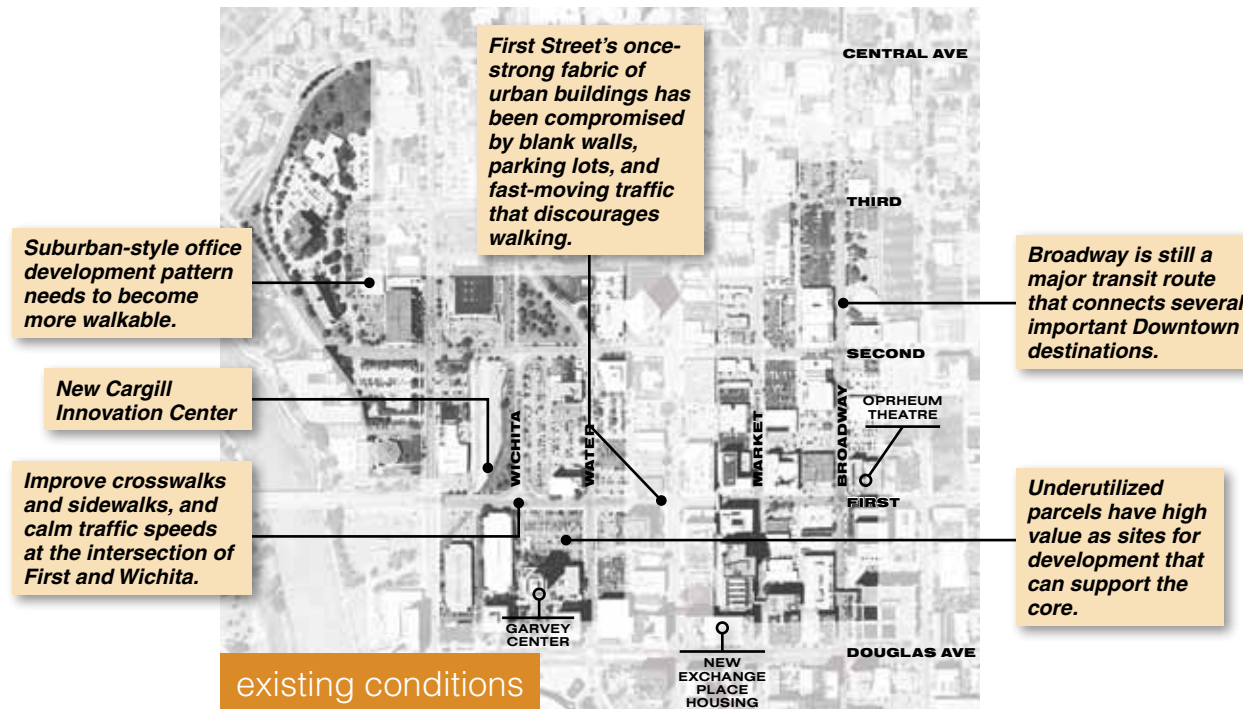 First Street’s once-
strong fabric of
urban buildings has
been compromised
by blank walls,
parking lots, and
fast-moving traffic
that discourages
walking.
CENTRAL AVE
THIRD
Suburban-style office
development pattern
needs to become
more walkable.
Broadway is still a
major transit route
that connects several
important Downtown
destinations.
SECOND
New Cargill
Innovation Center
WICHITA
WATER
MARKET
BROADWAY
OPRHEUM
THEATRE
FIRST
Improve crosswalks
and sidewalks, and
calm traffic speeds
at the intersection of
First and Wichita.
Underutilized
parcels have high
value as sites for
development that
can support the
core.
GARVEY
CENTER
NEW
EXCHANGE
PLACE
HOUSING
DOUGLAS AVE
existing conditions